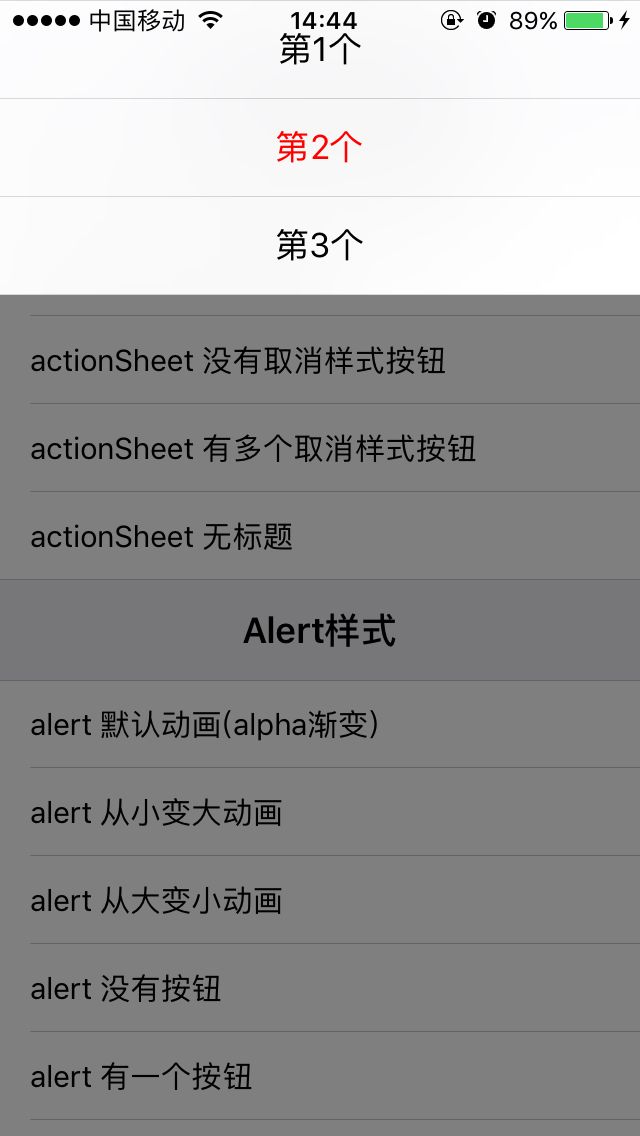 中国移动 14:44 89%
第1个
第2个
第3个
actionSheet 没有取消样式按钮
actionSheet 有多个取消样式按钮
actionSheet 无标题
Alert样式
alert 默认动画(alpha渐变)
alert 从小变大动画
alert 从大变小动画
alert 没有按钮
alert 有一个按钮